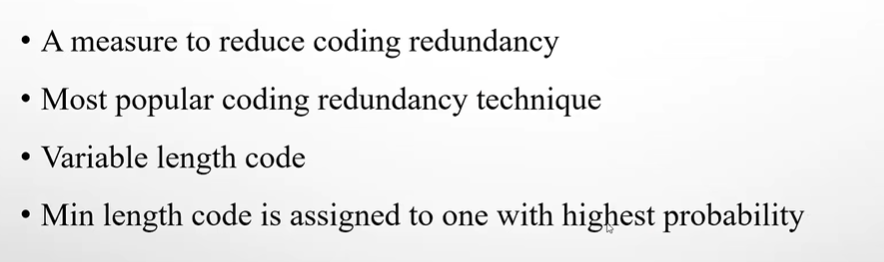 • A measure to reduce coding redundancy
• Most popular coding redundancy technique
• Variable length code
• Min length code is assigned to one with highest probability